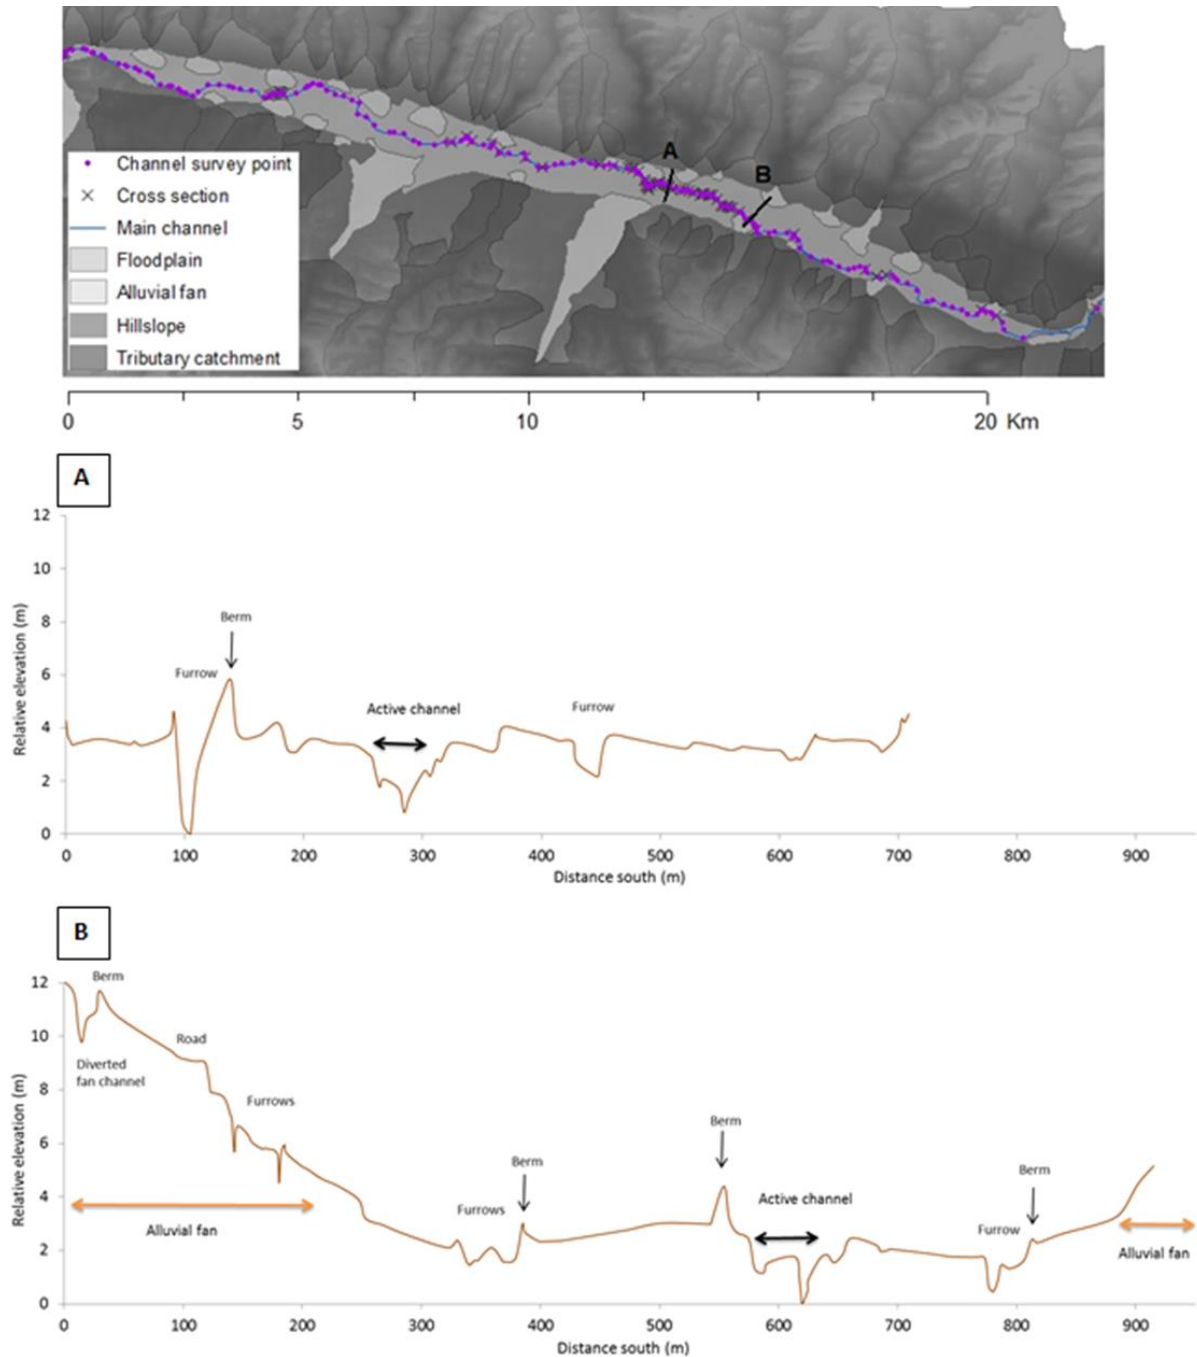 A
B
Channel survey point
Cross section
Main channel
Floodplain
Alluvial fan
Hillslope
Tributary catchment
0 5 10 20 Km
A
12
10
8
6
4
2
0
Relative elevation (m)
Berm
Furrow
Active channel
Furrow
0 100 200 300 400 500 600 700 800 900
Distance south (m)
B
12
10
8
6
4
2
0
Relative elevation (m)
Berm
Diverted
fan channel
Road
Furrows
Alluvial fan
Furrows
Berm
Berm
Active channel
Furrow
Berm
Alluvial fan
0 100 200 300 400 500 600 700 800 900
Distance south (m)